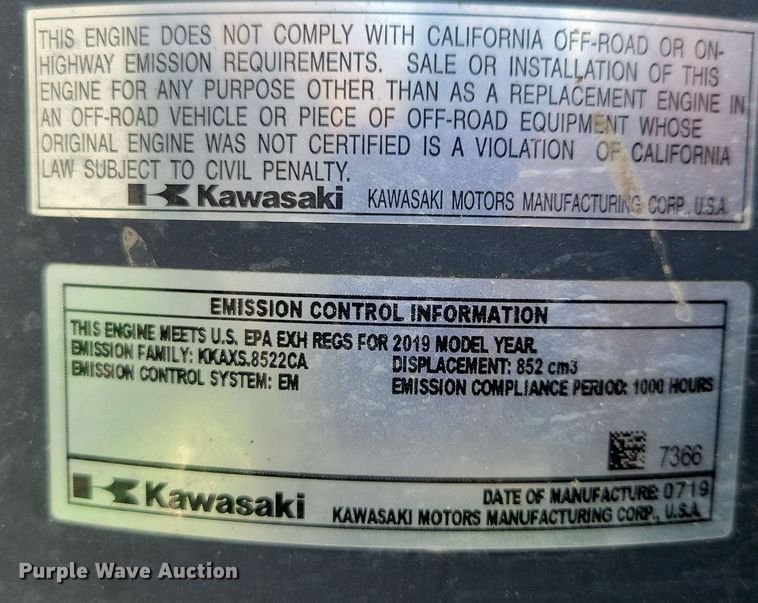 THIS ENGINE DOES NOT COMPLY WITH CALIFORNIA OFF-ROAD OR ON-
HIGHWAY EMISSION REQUIREMENTS. SALE OR INSTALLATION OF THIS
ENGINE FOR ANY PURPOSE OTHER THAN AS A REPLACEMENT ENGINE IN
AN OFF-ROAD VEHICLE OR PIECE OF OFF-ROAD EQUIPMENT WHOSE
ORIGINAL ENGINE WAS NOT CERTIFIED IS A VIOLATION OF CALIFORNIA
LAW SUBJECT TO CIVIL PENALTY.
Kawasaki KAWASAKI MOTORS MANUFACTURING CORP., U.S.A.
EMISSION CONTROL INFORMATION
THIS ENGINE MEETS U.S. EPA EXH REGS FOR 2019 MODEL YEAR.
EMISSION FAMILY: KKAXS.8522CA DISPLACEMENT: 852 cm3
EMISSION CONTROL SYSTEM: EM EMISSION COMPLIANCE PERIOD: 1000 HOURS
7366
DATE OF MANUFACTURE: 0719
Kawasaki KAWASAKI MOTORS MANUFACTURING CORP., U.S.A.
Purple Wave Auction